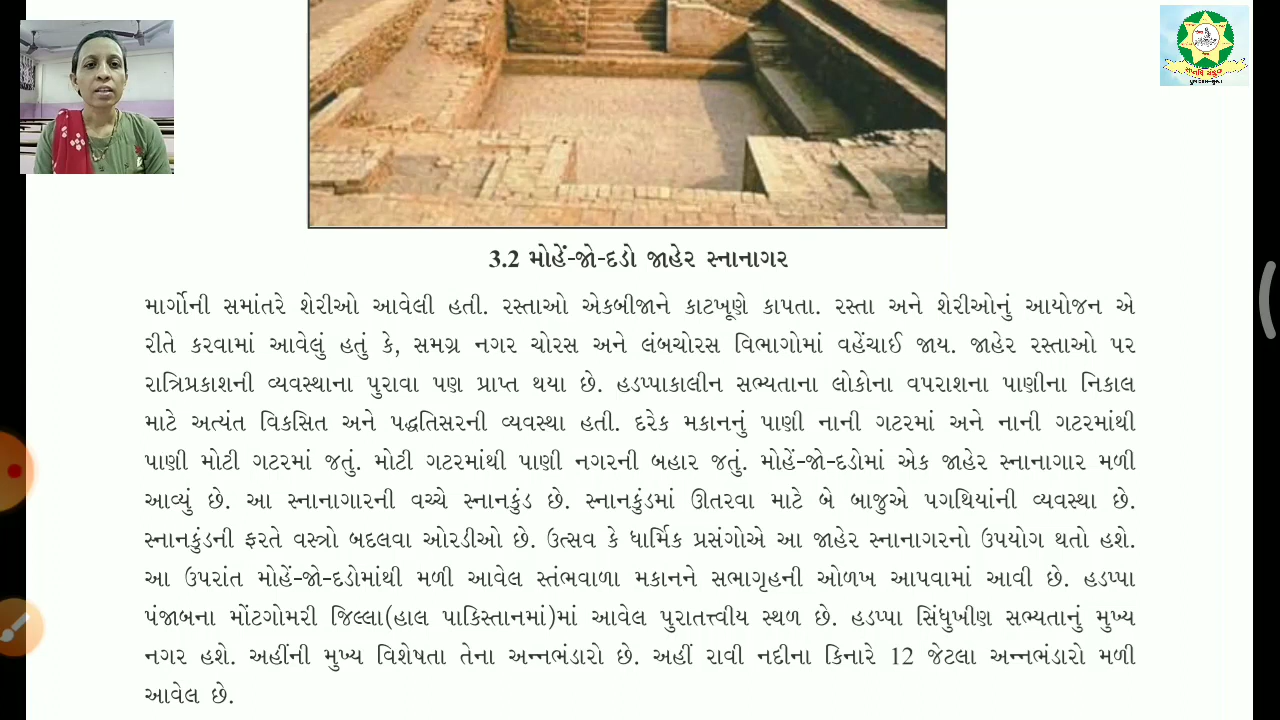 3.2 મોહેં-જો-દડો જાહેર સ્નાનાગર
માર્ગોની સમાંતરે શેરીઓ આવેલી હતી. રસ્તાઓ એકબીજાને કાટખૂણે કાપતા. રસ્તા અને શેરીઓનું આયોજન એ
રીતે કરવામાં આવેલું હતું કે, સમગ્ર નગર ચોરસ અને લંબચોરસ વિભાગોમાં વહેંચાઈ જાય. જાહેર રસ્તાઓ પર
રાત્રિપ્રકાશની વ્યવસ્થાના પુરાવા પણ પ્રાપ્ત થયા છે. હડપ્પાકાલીન સભ્યતાના લોકોના વપરાશના પાણીના નિકાલ
માટે અત્યંત વિકસિત અને પદ્ધતિસરની વ્યવસ્થા હતી. દરેક મકાનનું પાણી નાની ગટરમાં અને નાની ગટરમાંથી
પાણી મોટી ગટરમાં જતું. મોટી ગટરમાંથી પાણી નગરની બહાર જતું. મોહેં-જો-દડોમાં એક જાહેર સ્નાનાગાર મળી
આવ્યું છે. આ સ્નાનાગારની વચ્ચે સ્નાનકુંડ છે. સ્નાનકુંડમાં ઊતરવા માટે બે બાજુએ પગથિયાંની વ્યવસ્થા છે.
સ્નાનકુંડની ફરતે વસ્ત્રો બદલવા ઓરડીઓ છે. ઉત્સવ કે ધાર્મિક પ્રસંગોએ આ જાહેર સ્નાનાગરનો ઉપયોગ થતો હશે.
આ ઉપરાંત મોહેં-જો-દડોમાંથી મળી આવેલ સ્તંભવાળા મકાનને સભાગૃહની ઓળખ આપવામાં આવી છે. હડપ્પા
પંજાબના મોંટગોમરી જિલ્લા(હાલ પાકિસ્તાનમાં)માં આવેલ પુરાતત્ત્વીય સ્થળ છે. હડપ્પા સિંધુખીણ સભ્યતાનું મુખ્ય
નગર હશે. અહીંની મુખ્ય વિશેષતા તેના અન્નભંડારો છે. અહીં રાવી નદીના કિનારે 12 જેટલા અન્નભંડારો મળી
આવેલ છે.